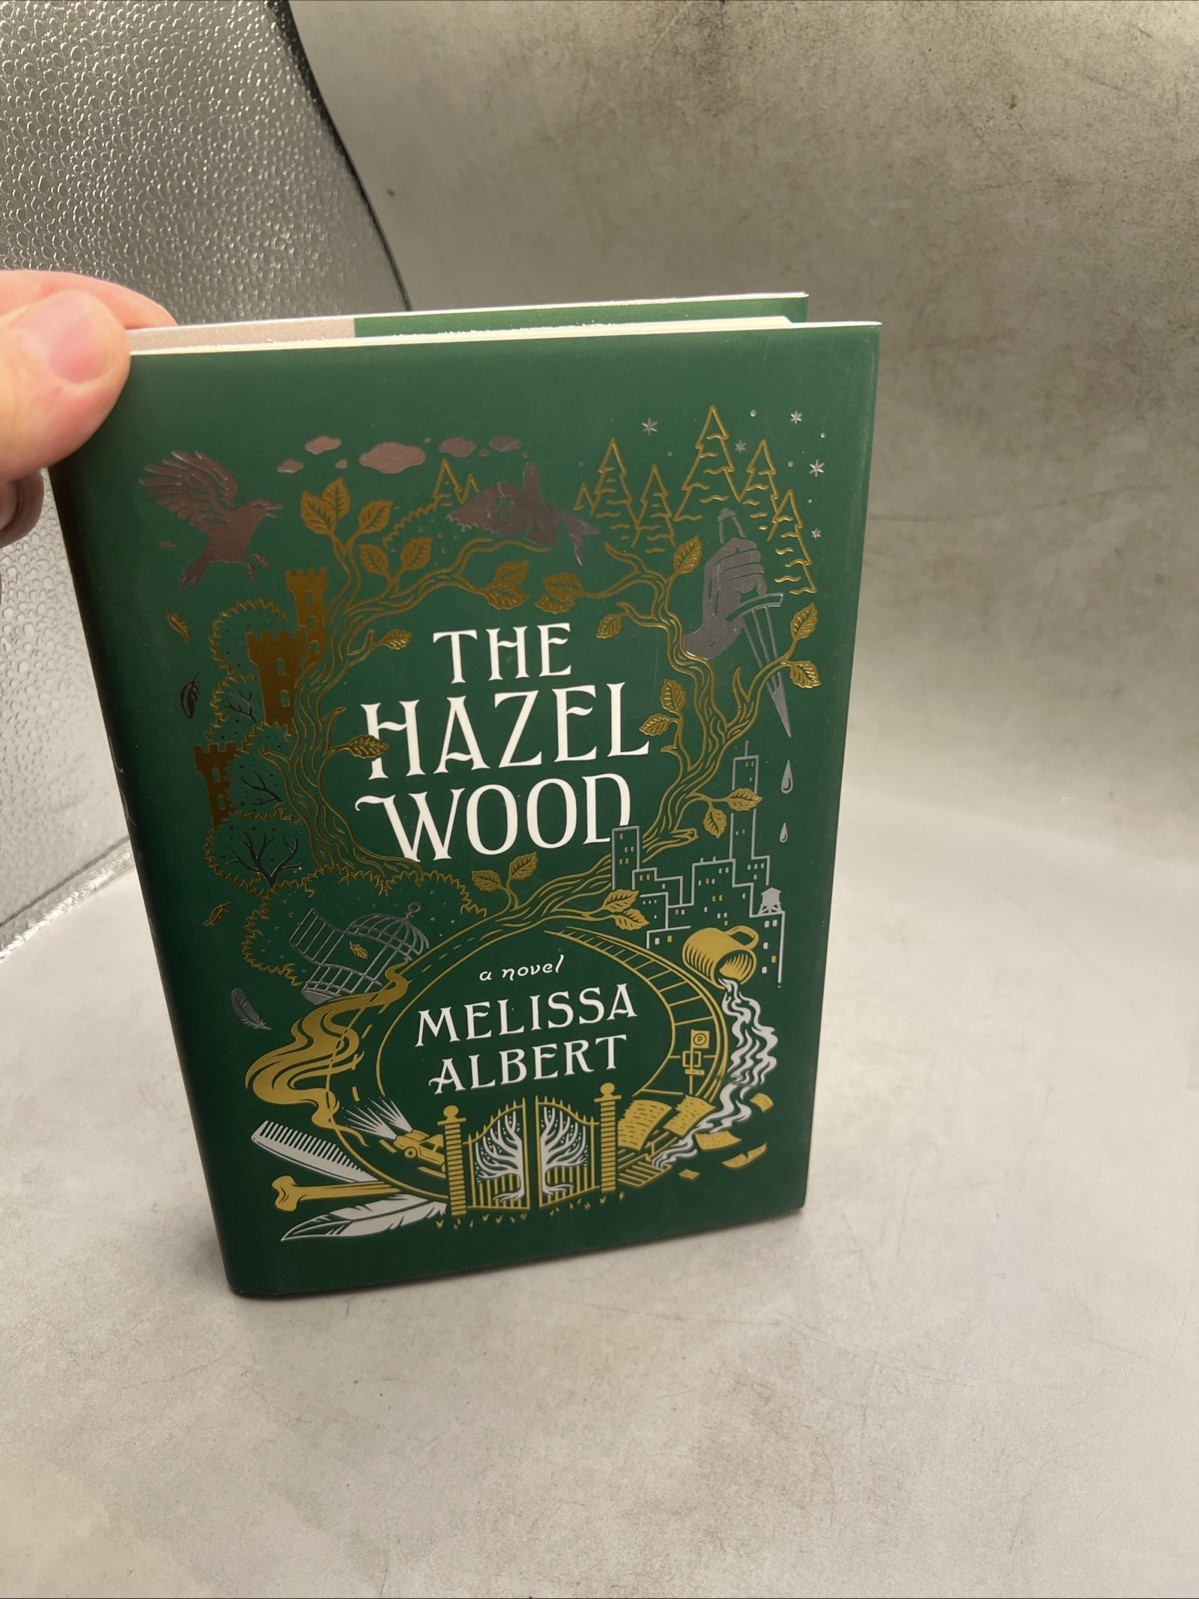 THE
HAZEL
WOOD
a novel
MELISSA
ALBERT